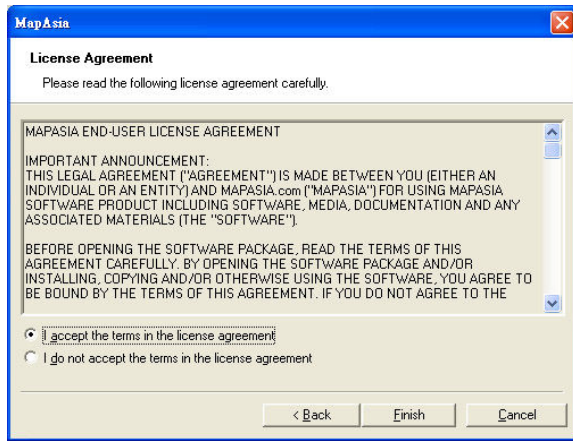 MapAsia
License Agreement
Please read the following license agreement carefully.
MAPASIA END-USER LICENSE AGREEMENT
IMPORTANT ANNOUNCEMENT:
THIS LEGAL AGREEMENT ("AGREEMENT") IS MADE BETWEEN YOU (EITHER AN
INDIVIDUAL OR AN ENTITY) AND MAPASIA.com ("MAPASIA") FOR USING MAPASIA
SOFTWARE PRODUCT INCLUDING SOFTWARE, MEDIA, DOCUMENTATION AND ANY
ASSOCIATED MATERIALS (THE "SOFTWARE").
BEFORE OPENING THE SOFTWARE PACKAGE, READ THE TERMS OF THIS
AGREEMENT CAREFULLY. BY OPENING THE SOFTWARE PACKAGE AND/OR
INSTALLING, COPYING AND/OR OTHERWISE USING THE SOFTWARE, YOU AGREE TO
BE BOUND BY THE TERMS OF THIS AGREEMENT. IF YOU DO NOT AGREE TO THE
I accept the terms in the license agreement
I do not accept the terms in the license agreement
< Back Finish Cancel